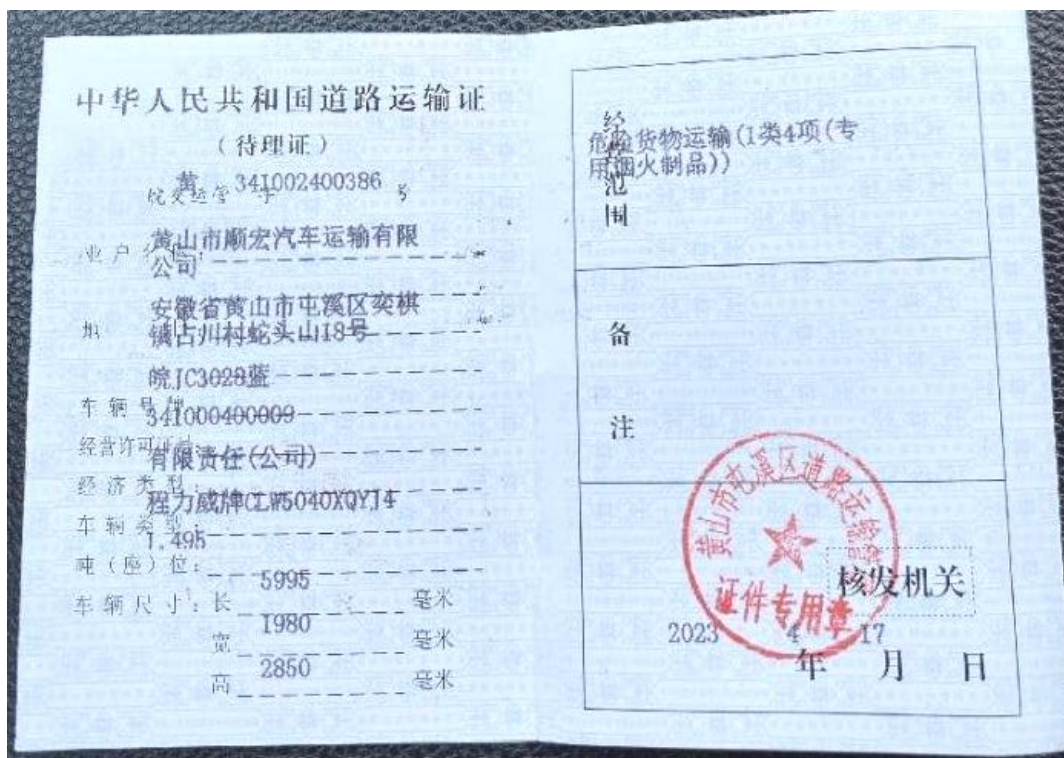 中华人民共和国道路运输证
(待理证)
皖交运管 黄 字 341002400386 号
业户名称: 黄山市顺宏汽车运输有限
公司
地 址 安徽省黄山市屯溪区奕棋
镇占川村蛇头山18号
皖JC3028蓝
车辆号牌
341000400009
经营许可证号:
有限责任(公司)
经济类型:
程力威牌CLW5040XQYJ4
车辆类型:
1.495
吨(座)位:
车辆尺寸: 长 5995 毫米
宽 1980 毫米
高 2850 毫米
经营范围
危险货物运输(1类4项(专
用烟火制品))
备注
黄山市屯溪区道路运输管
证件专用章
核发机关
2023 4 17
年 月 日